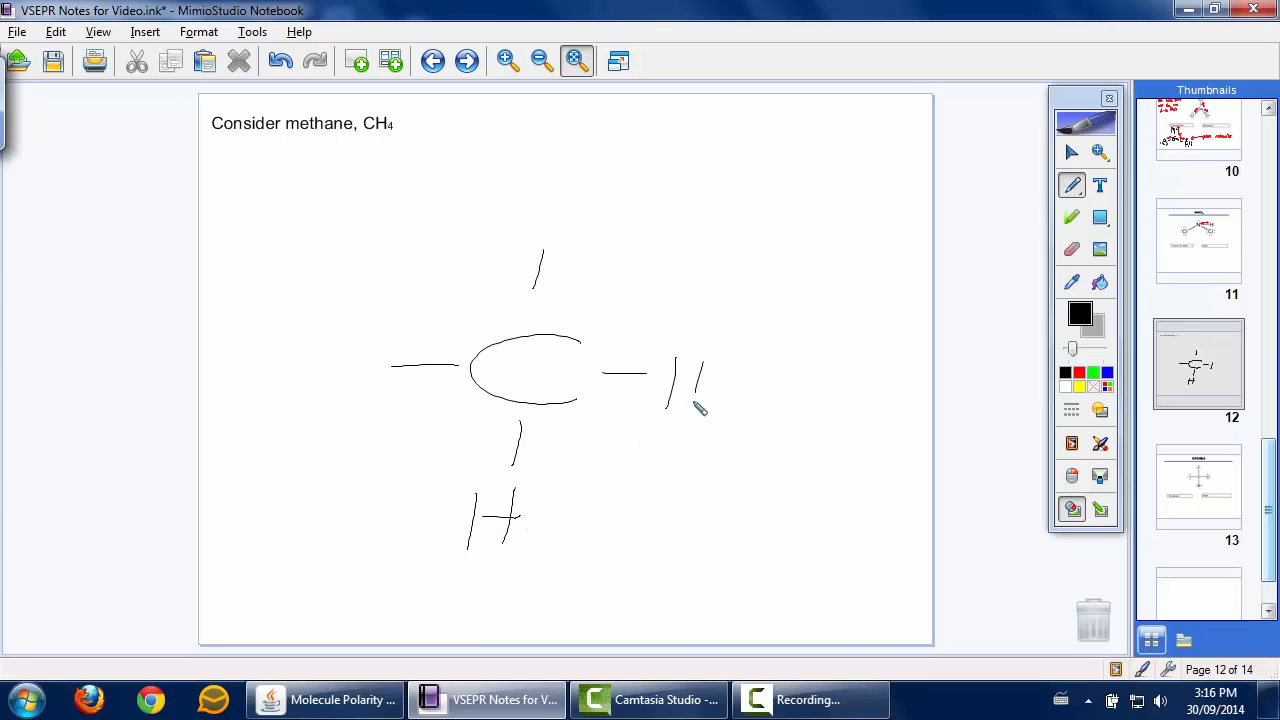 VSEPR Notes for Video.ink* - MimioStudio Notebook
File Edit View Insert Format Tools Help
Consider methane, CH₄
C
H
Thumbnails
10
11
12
13
Page 12 of 14
Molecule Polarity ...
VSEPR Notes for V...
Camtasia Studio -...
Recording...
3:16 PM
30/09/2014